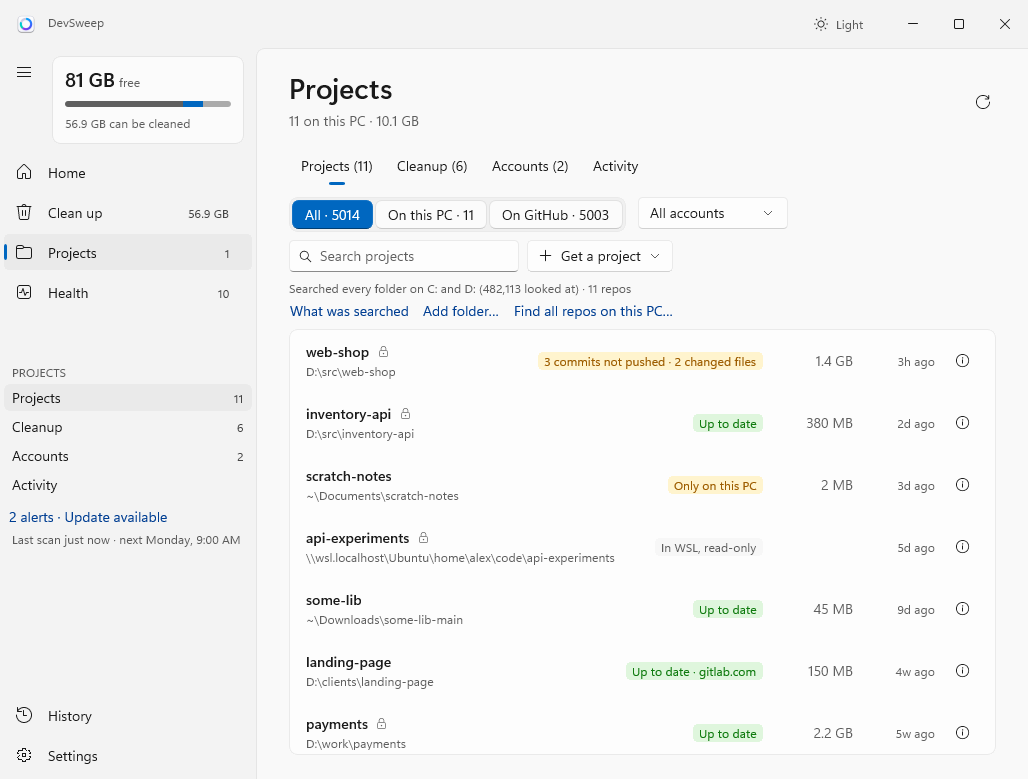 DevSweep
Light
81 GB free
56.9 GB can be cleaned
Home
Clean up 56.9 GB
Projects 1
Health 10
PROJECTS
Projects 11
Cleanup 6
Accounts 2
Activity
2 alerts · Update available
Last scan just now · next Monday, 9:00 AM
History
Settings
Projects
11 on this PC · 10.1 GB
Projects (11) Cleanup (6) Accounts (2) Activity
All · 5014 On this PC · 11 On GitHub · 5003 All accounts
Search projects Get a project
Searched every folder on C: and D: (482,113 looked at) · 11 repos
What was searched Add folder... Find all repos on this PC...
web-shop
D:\src\web-shop
3 commits not pushed · 2 changed files 1.4 GB 3h ago
inventory-api
D:\src\inventory-api
Up to date 380 MB 2d ago
scratch-notes
~\Documents\scratch-notes
Only on this PC 2 MB 3d ago
api-experiments
\\wsl.localhost\Ubuntu\home\alex\code\api-experiments
In WSL, read-only 5d ago
some-lib
~\Downloads\some-lib-main
Up to date 45 MB 9d ago
landing-page
D:\clients\landing-page
Up to date · gitlab.com 150 MB 4w ago
payments
D:\work\payments
Up to date 2.2 GB 5w ago